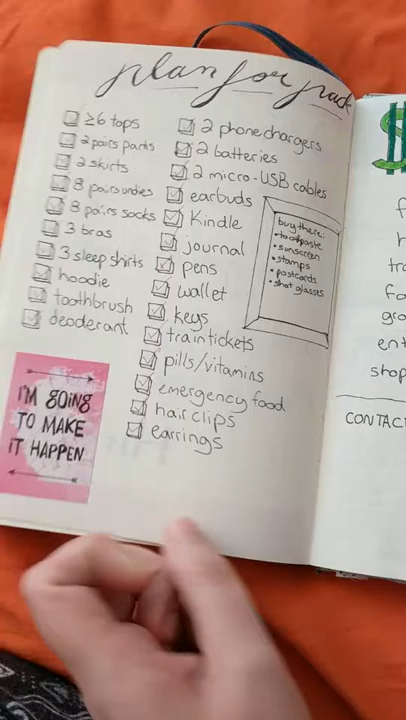 plan for pack
≥6 tops
2 pairs pants
2 skirts
8 pairs undies
8 pairs socks
3 bras
3 sleep shirts
hoodie
toothbrush
deoderant
2 phone chargers
2 batteries
2 micro-USB cables
earbuds
Kindle
journal
pens
wallet
keys
train tickets
pills/vitamins
emergency food
hair clips
earrings
buy there:
• toothpaste
• sunscreen
• stamps
• postcards
• shot glasses
I'M GOING
TO MAKE
IT HAPPEN
$
CONTACT